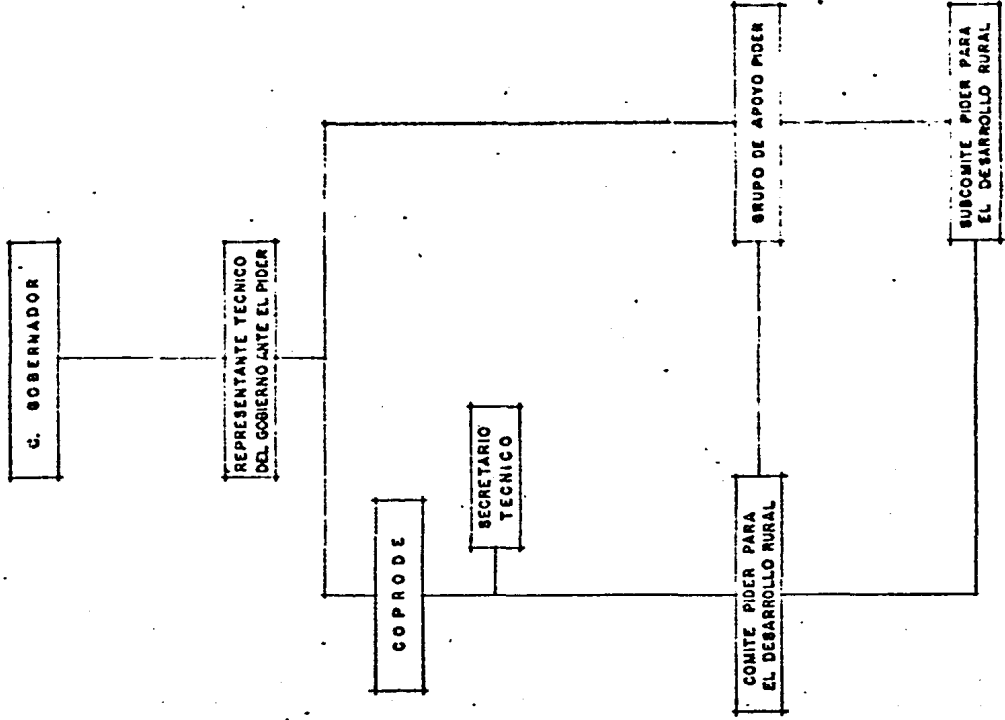 C. GOBERNADOR
REPRESENTANTE TECNICO
DEL GOBIERNO ANTE EL PIDER
COPRODE
SECRETARIO
TECNICO
COMITE PIDER PARA
EL DESARROLLO RURAL
GRUPO DE APOYO PIDER
SUBCOMITE PIDER PARA
EL DESARROLLO RURAL